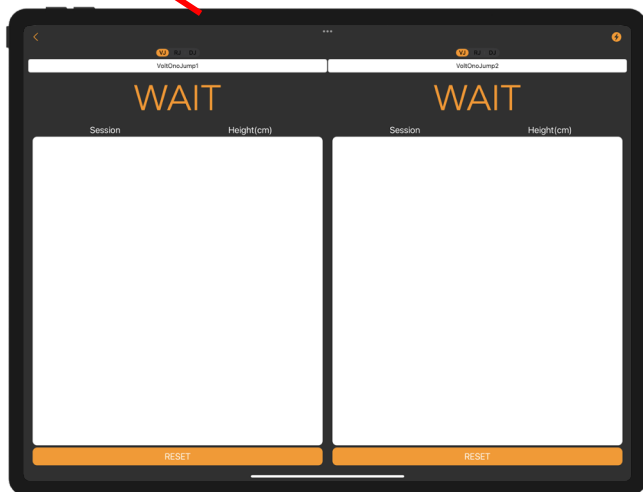 VJ RJ DJ
VJ RJ DJ
VoltOnoJump1
VoltOnoJump2
WAIT
WAIT
Session Height(cm)
Session Height(cm)
RESET
RESET